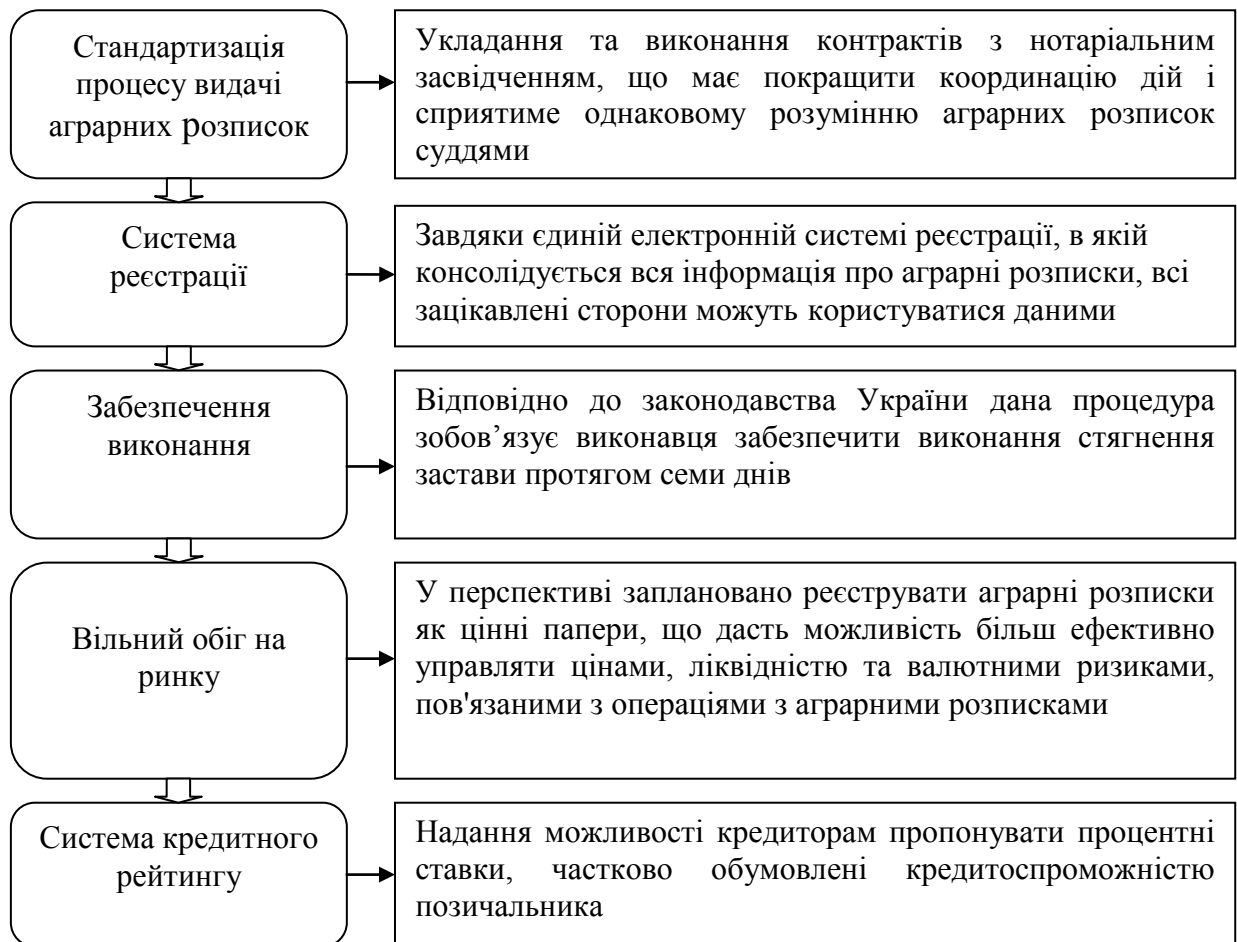 Стандартизація
процесу видачі
аграрних розписок
Укладання та виконання контрактів з нотаріальним
засвідченням, що має покращити координацію дій і
сприятиме однаковому розумінню аграрних розписок
суддями
Система
реєстрації
Завдяки єдиній електронній системі реєстрації, в якій
консолідується вся інформація про аграрні розписки, всі
зацікавлені сторони можуть користуватися даними
Забезпечення
виконання
Відповідно до законодавства України дана процедура
зобов’язує виконавця забезпечити виконання стягнення
застави протягом семи днів
Вільний обіг на
ринку
У перспективі заплановано реєструвати аграрні розписки
як цінні папери, що дасть можливість більш ефективно
управляти цінами, ліквідністю та валютними ризиками,
пов'язаними з операціями з аграрними розписками
Система кредитного
рейтингу
Надання можливості кредиторам пропонувати процентні
ставки, частково обумовлені кредитоспроможністю
позичальника